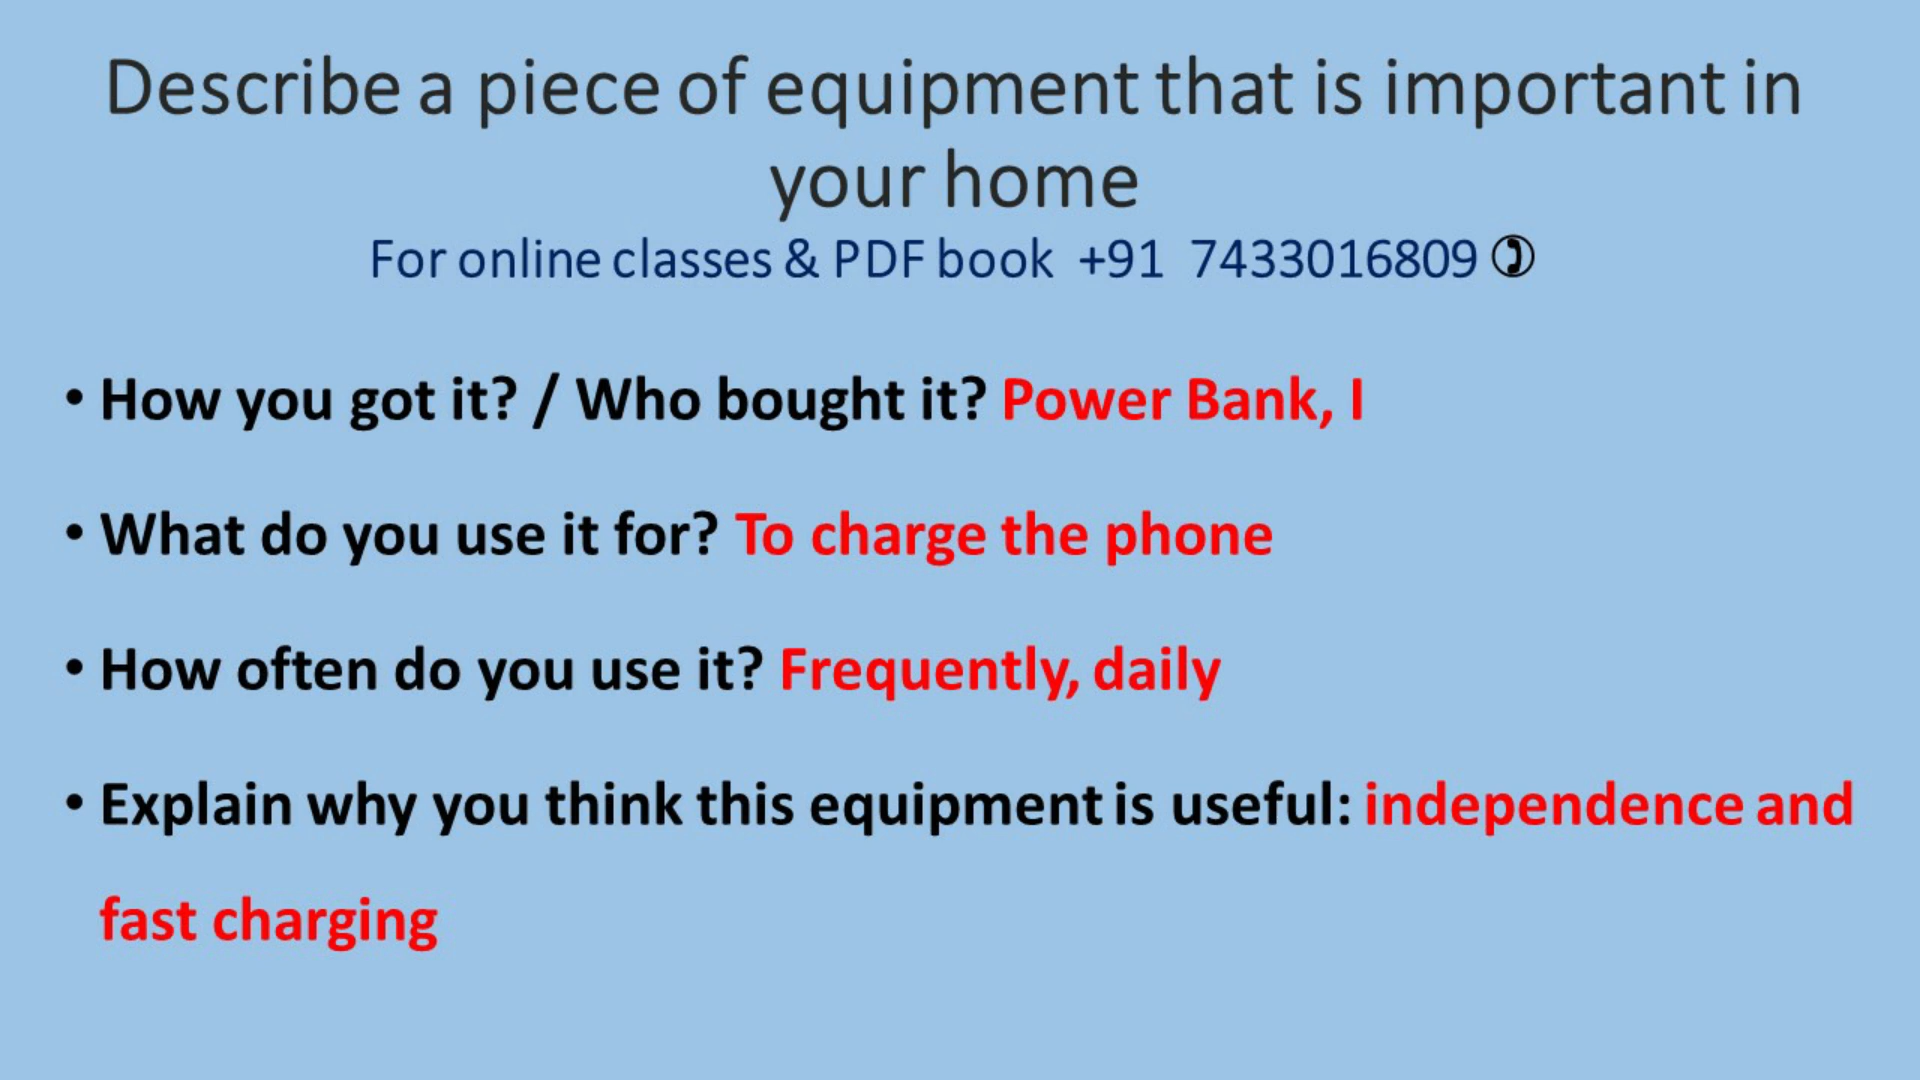 Describe a piece of equipment that is important in
your home
For online classes & PDF book +91 7433016809 ✆
• How you got it? / Who bought it? Power Bank, I
• What do you use it for? To charge the phone
• How often do you use it? Frequently, daily
• Explain why you think this equipment is useful: independence and
fast charging